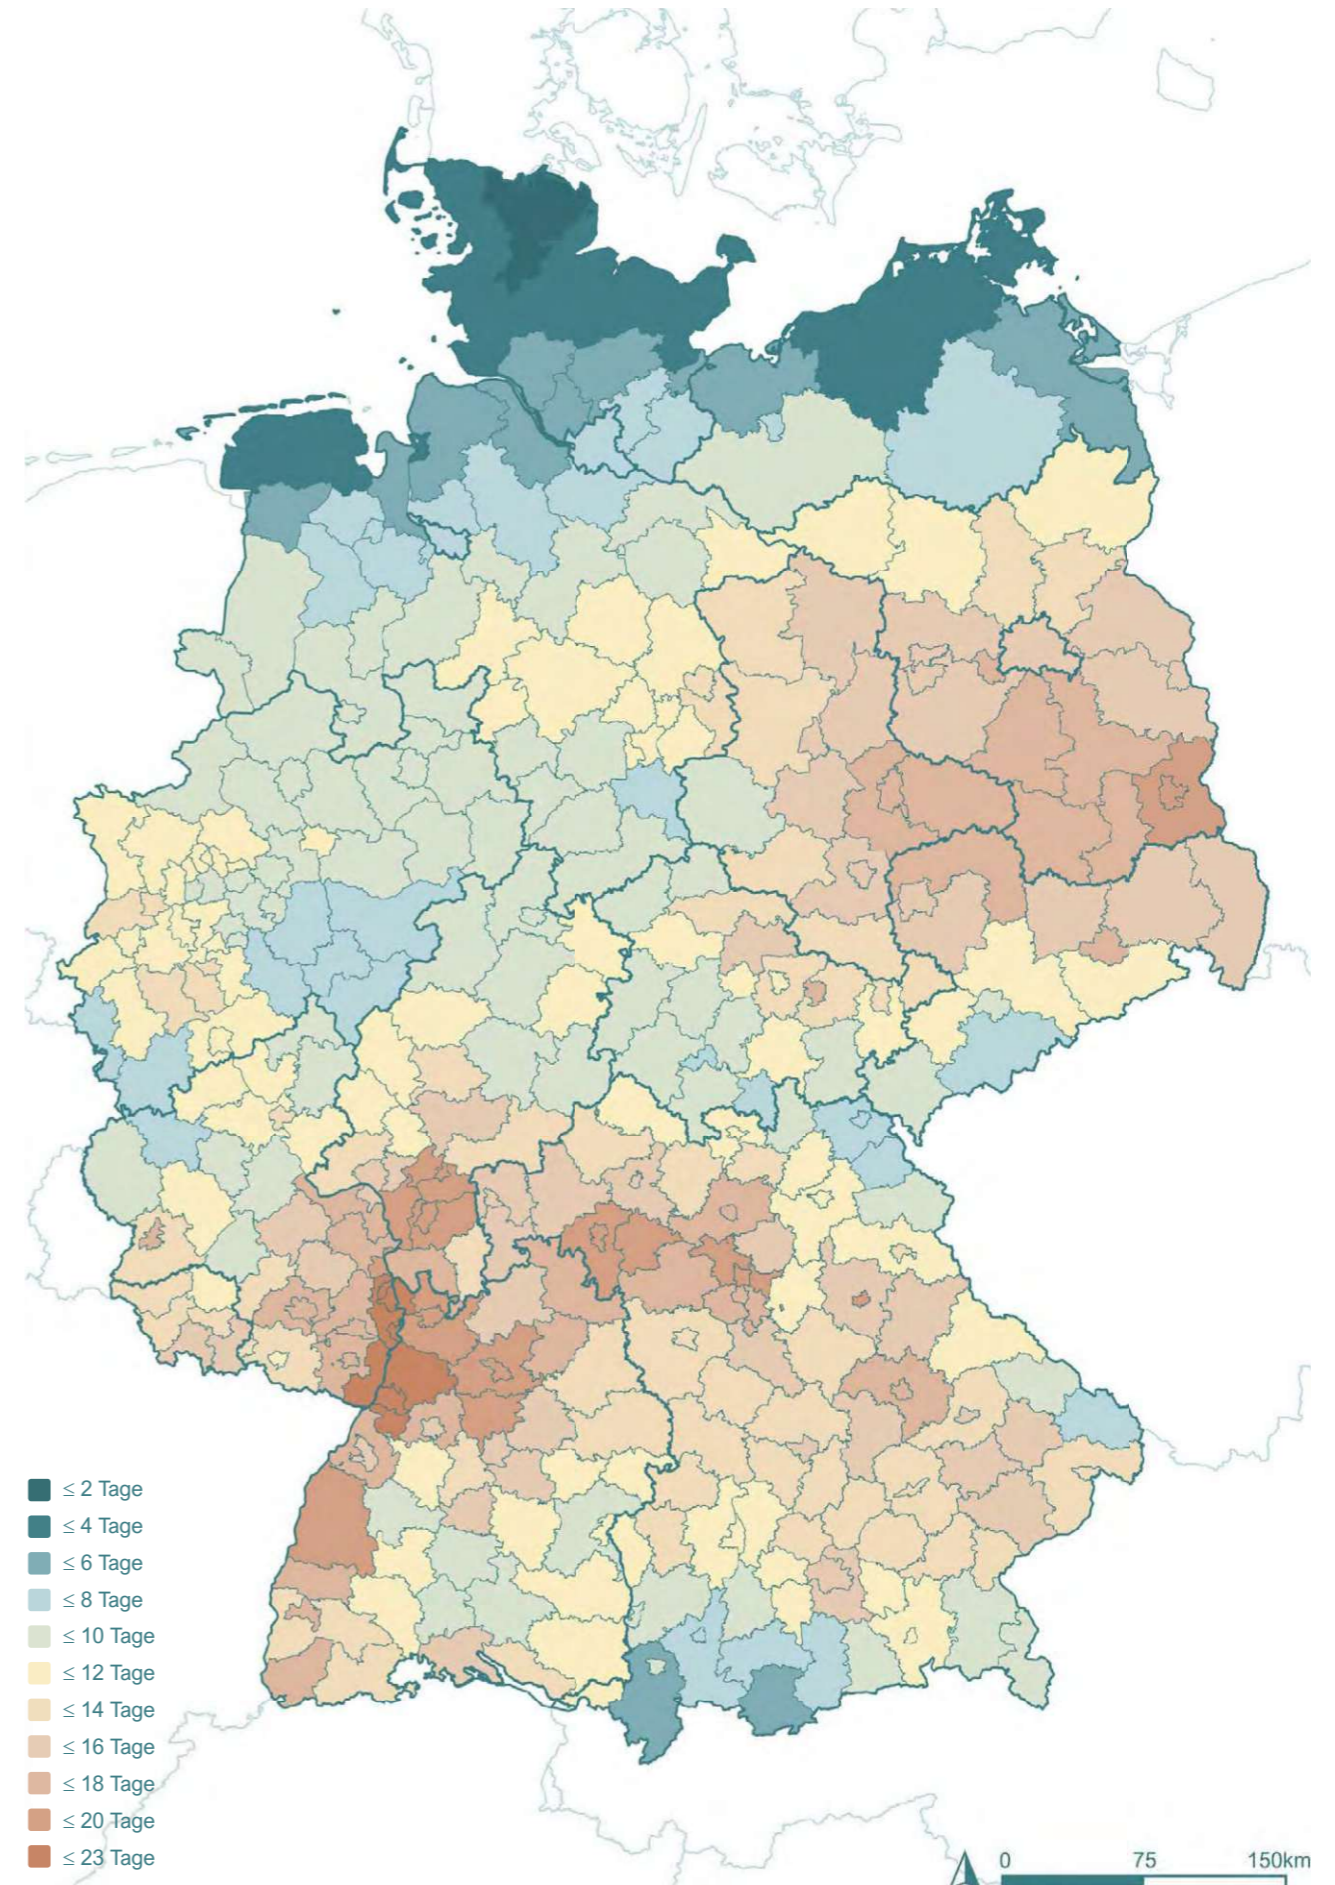 ≤ 2 Tage
≤ 4 Tage
≤ 6 Tage
≤ 8 Tage
≤ 10 Tage
≤ 12 Tage
≤ 14 Tage
≤ 16 Tage
≤ 18 Tage
≤ 20 Tage
≤ 23 Tage
0 75 150km